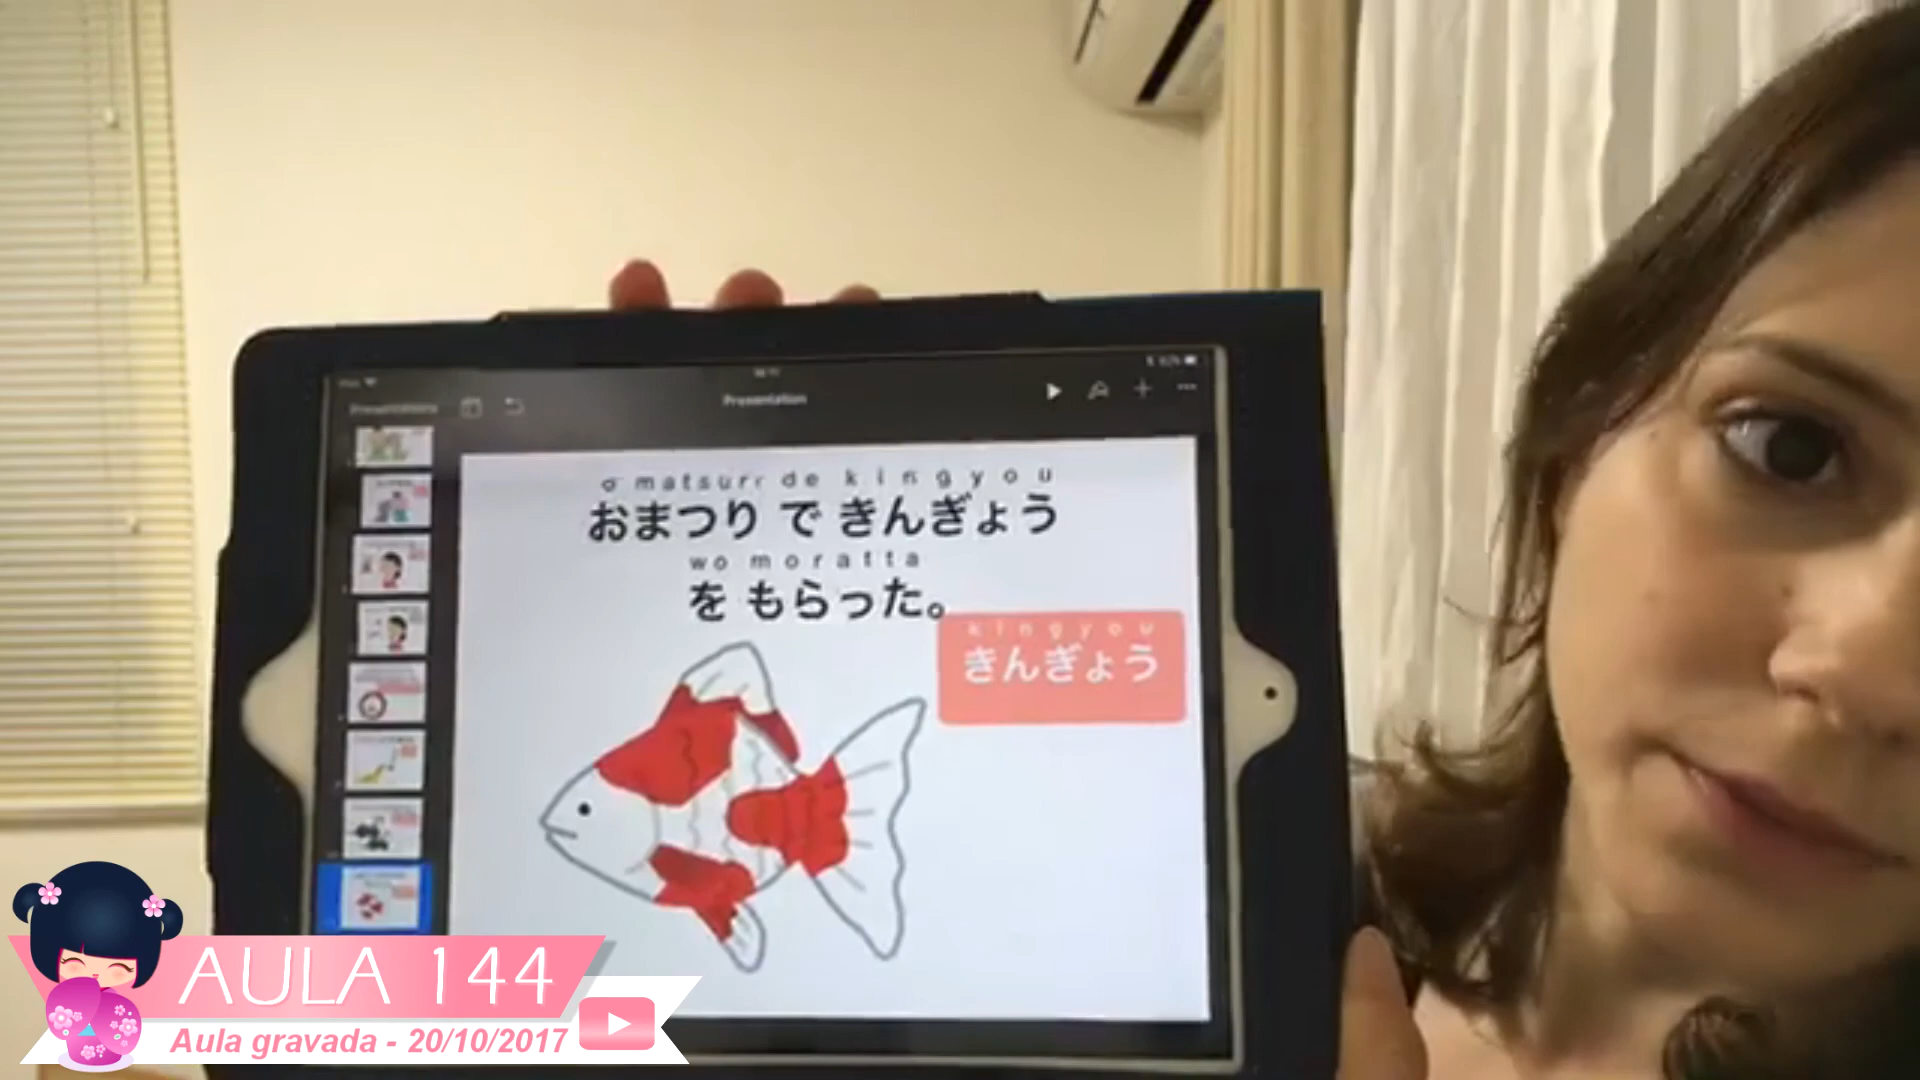 Presentations
Presentation
o matsuri de kingyou
おまつり で きんぎょう
wo moratta
を もらった。
kingyou
きんぎょう
AULA 144
Aula gravada - 20/10/2017